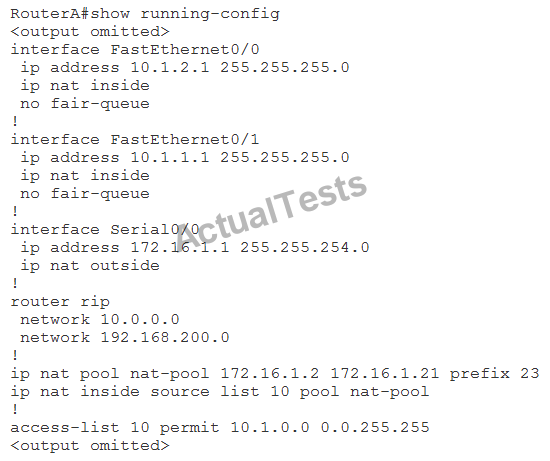 RouterA#show running-config
<output omitted>
interface FastEthernet0/0
 ip address 10.1.2.1 255.255.255.0
 ip nat inside
 no fair-queue
!
interface FastEthernet0/1
 ip address 10.1.1.1 255.255.255.0
 ip nat inside
 no fair-queue
!
interface Serial0/0
 ip address 172.16.1.1 255.255.254.0
 ip nat outside
!
router rip
 network 10.0.0.0
 network 192.168.200.0
!
ip nat pool nat-pool 172.16.1.2 172.16.1.21 prefix 23
ip nat inside source list 10 pool nat-pool
!
access-list 10 permit 10.1.0.0 0.0.255.255
<output omitted>
ActualTests